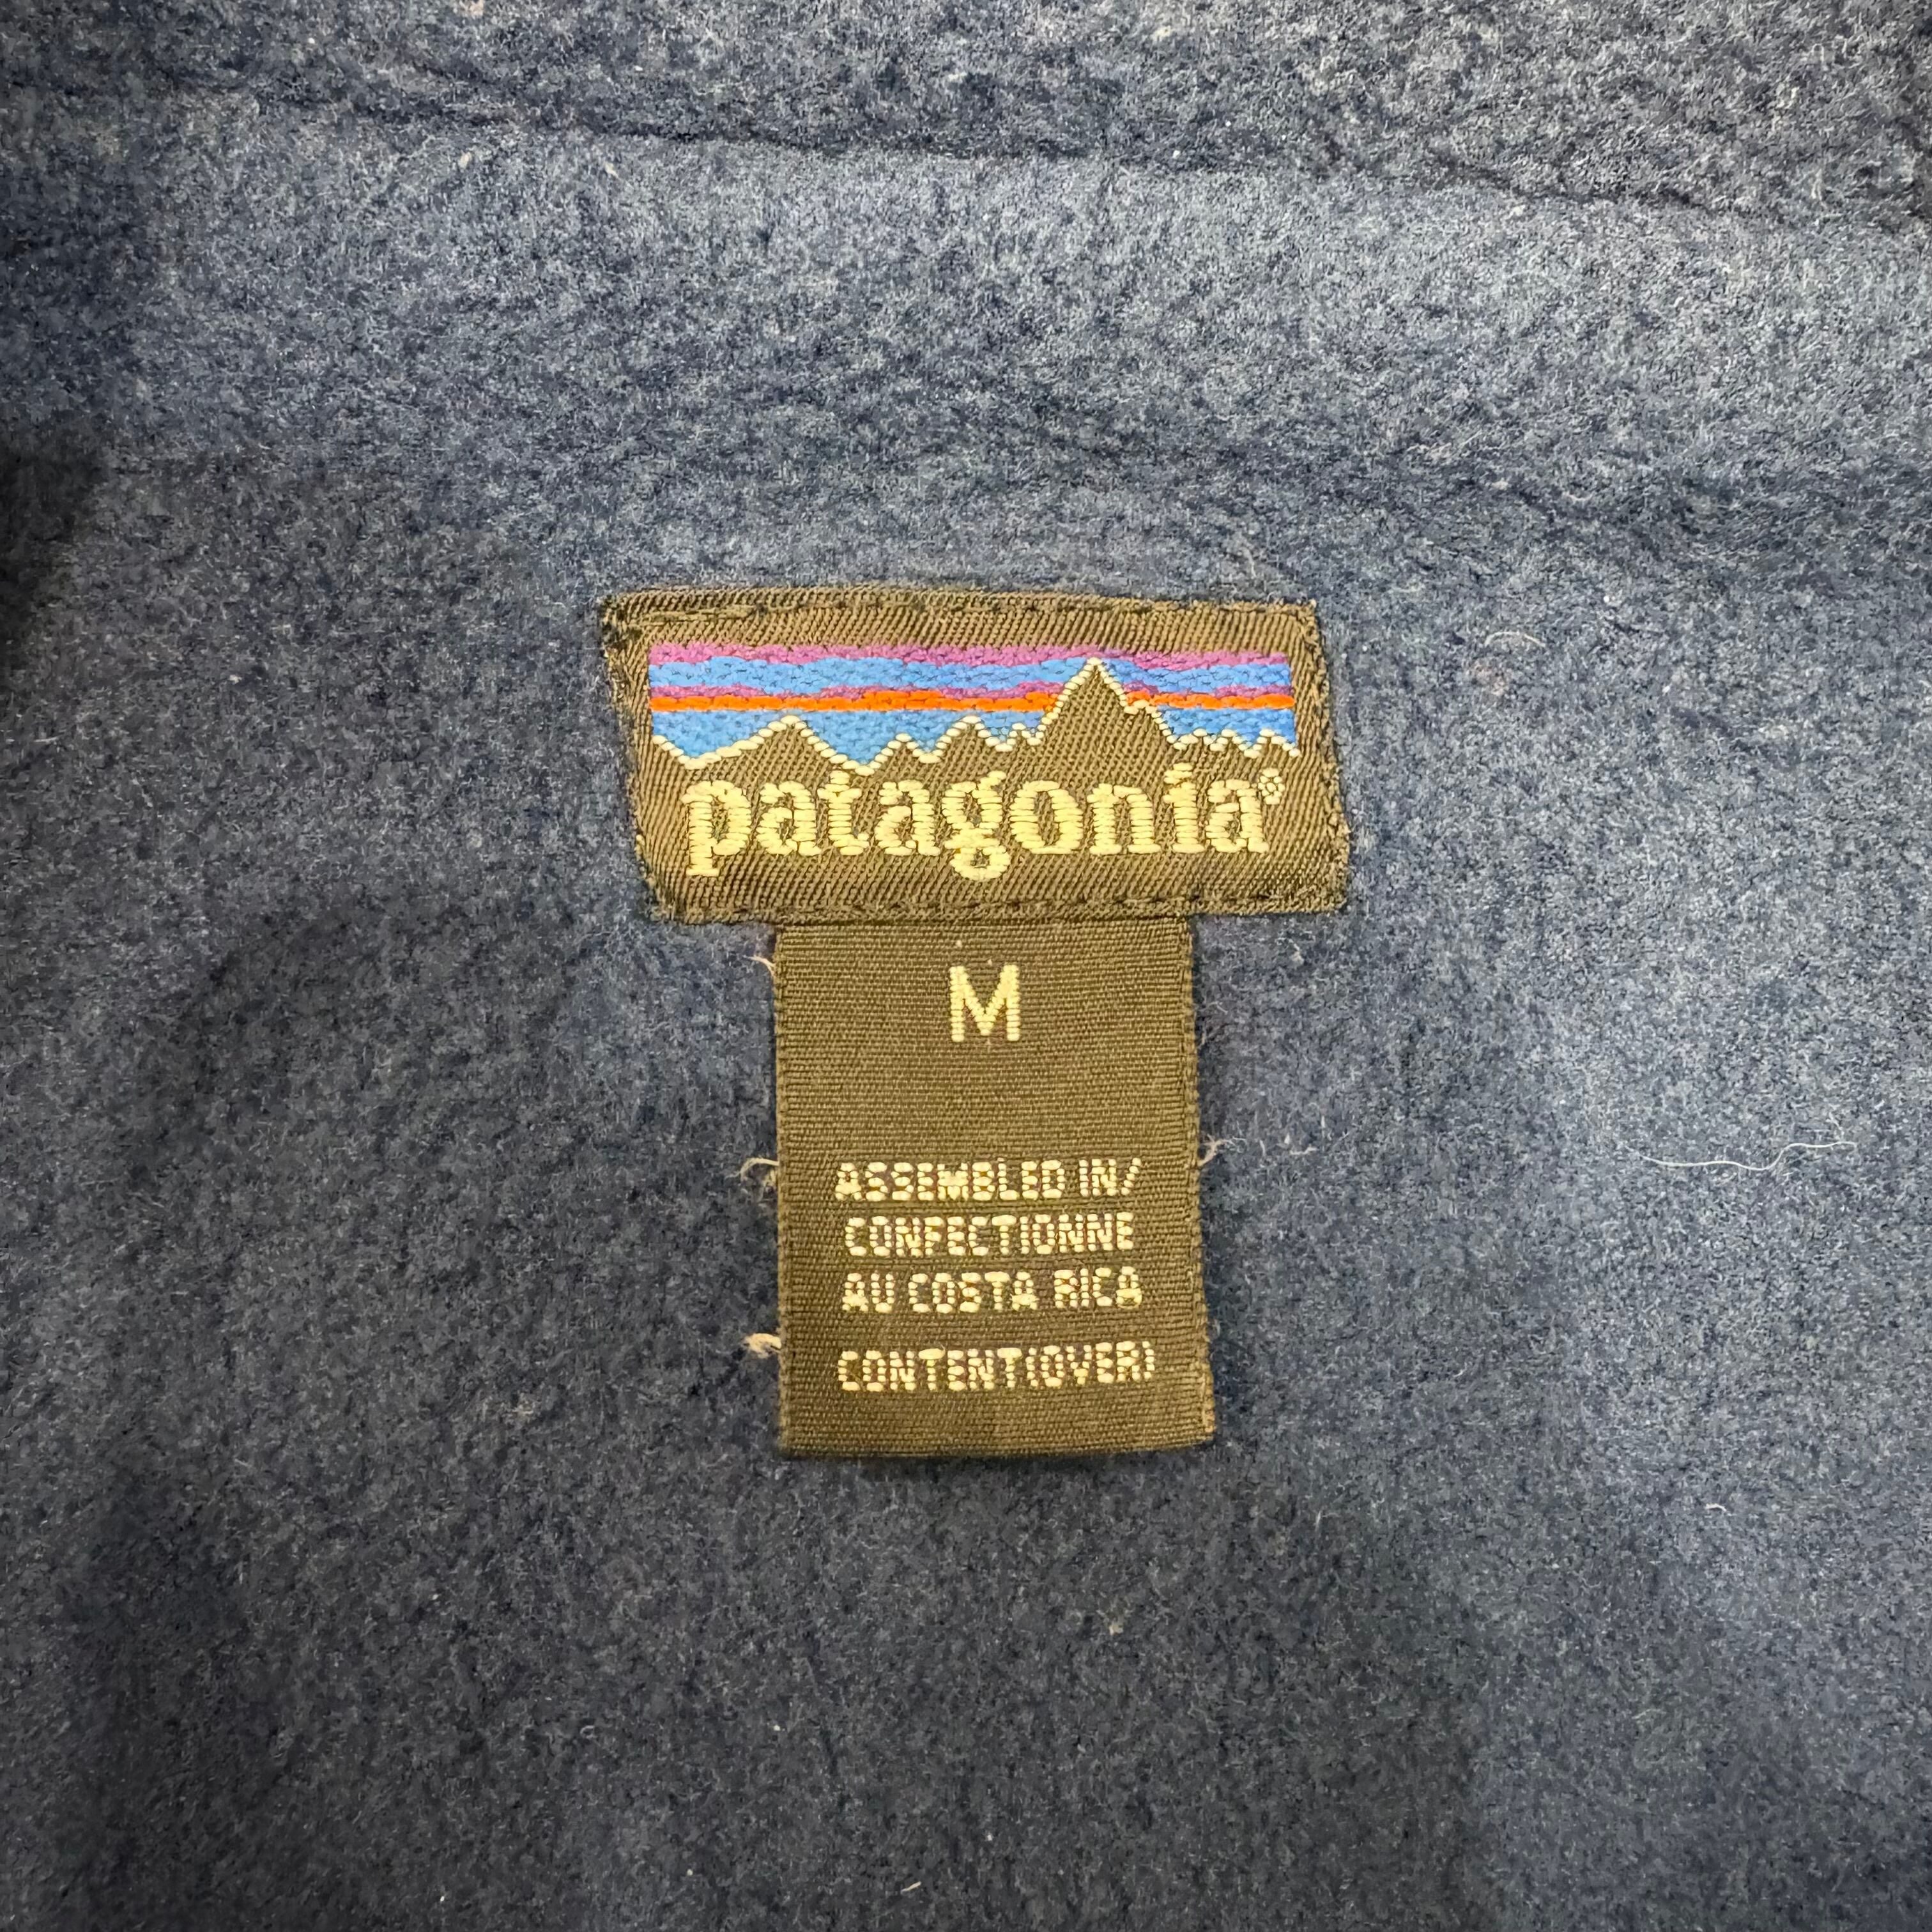 patagonia®
M
ASSEMBLED IN/
CONFECTIONNE
AU COSTA RICA
CONTENT(OVER)